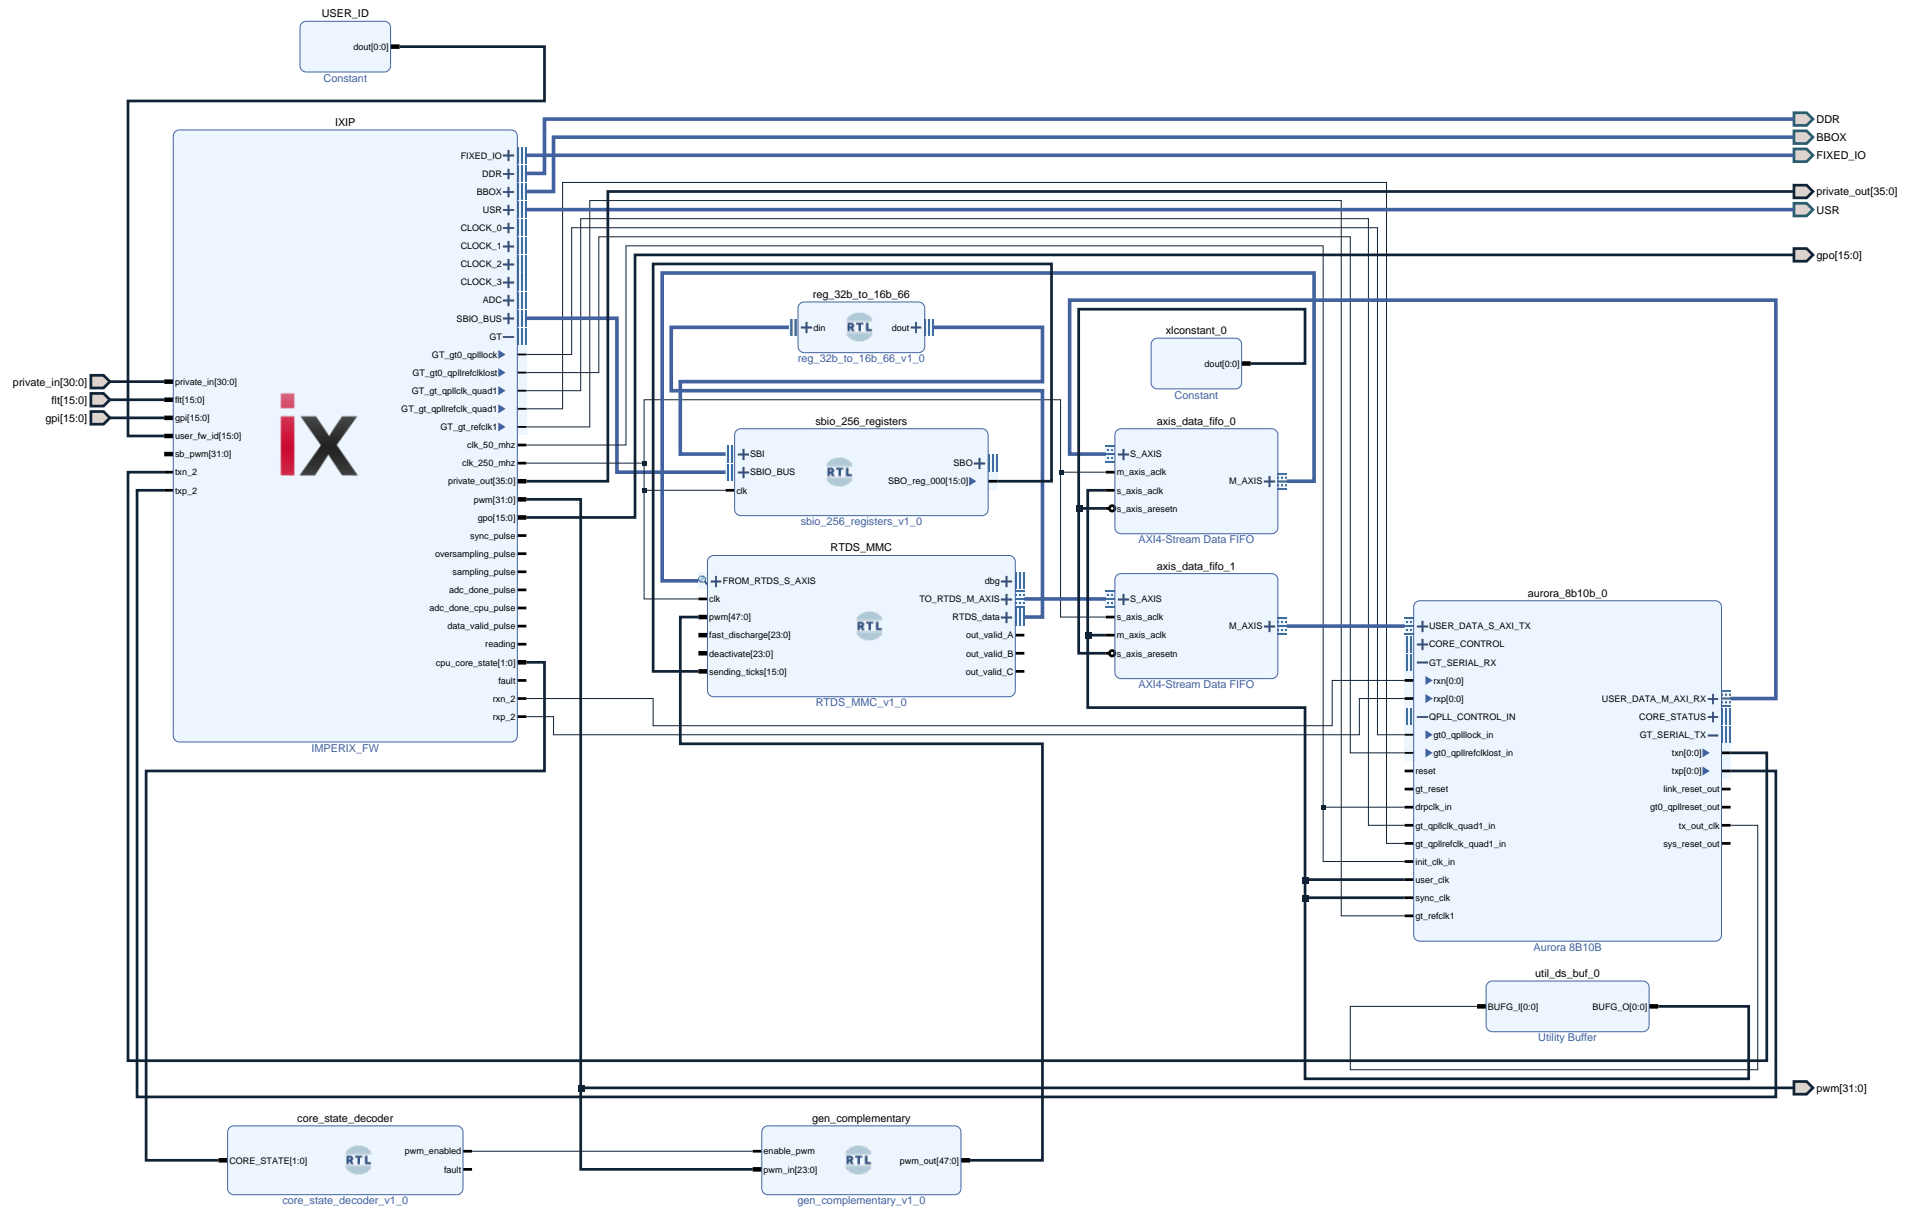 USER_ID
dout[0:0]
Constant
IXIP
FIXED_IO
DDR
BBOX
USR
CLOCK_0
CLOCK_1
CLOCK_2
CLOCK_3
ADC
SBIO_BUS
GT
GT_gt0_qplllock
GT_gt0_qpllrefclklost
GT_gt_qpllclk_quad1
GT_gt_qpllrefclk_quad1
GT_gt_refclk1
clk_50_mhz
clk_250_mhz
private_out[35:0]
pwm[31:0]
gpo[15:0]
sync_pulse
oversampling_pulse
sampling_pulse
adc_done_pulse
adc_done_cpu_pulse
data_valid_pulse
reading
cpu_core_state[1:0]
fault
rxn_2
rxp_2
private_in[30:0]
flt[15:0]
gpi[15:0]
private_in[30:0]
flt[15:0]
gpi[15:0]
user_fw_id[15:0]
sb_pwm[31:0]
txn_2
txp_2
ix
IMPERIX_FW
DDR
BBOX
FIXED_IO
private_out[35:0]
USR
gpo[15:0]
reg_32b_to_16b_66
din
RTL
dout
reg_32b_to_16b_66_v1_0
xlconstant_0
dout[0:0]
Constant
sbio_256_registers
SBI
SBIO_BUS
clk
RTL
SBO
SBO_reg_000[15:0]
sbio_256_registers_v1_0
axis_data_fifo_0
S_AXIS
m_axis_aclk
s_axis_aclk
s_axis_aresetn
M_AXIS
AXI4-Stream Data FIFO
RTDS_MMC
FROM_RTDS_S_AXIS
clk
pwm[47:0]
fast_discharge[23:0]
deactivate[23:0]
sending_ticks[15:0]
RTL
dbg
TO_RTDS_M_AXIS
RTDS_data
out_valid_A
out_valid_B
out_valid_C
RTDS_MMC_v1_0
axis_data_fifo_1
S_AXIS
s_axis_aclk
m_axis_aclk
s_axis_aresetn
M_AXIS
AXI4-Stream Data FIFO
aurora_8b10b_0
USER_DATA_S_AXI_TX
CORE_CONTROL
GT_SERIAL_RX
rxn[0:0]
rxp[0:0]
QPLL_CONTROL_IN
gt0_qplllock_in
gt0_qpllrefclklost_in
reset
gt_reset
drpclk_in
gt_qpllclk_quad1_in
gt_qpllrefclk_quad1_in
init_clk_in
user_clk
sync_clk
gt_refclk1
USER_DATA_M_AXI_RX
CORE_STATUS
GT_SERIAL_TX
txn[0:0]
txp[0:0]
link_reset_out
gt0_qpllreset_out
tx_out_clk
sys_reset_out
Aurora 8B10B
util_ds_buf_0
BUFG_I[0:0]
BUFG_O[0:0]
Utility Buffer
pwm[31:0]
core_state_decoder
CORE_STATE[1:0]
RTL
pwm_enabled
fault
core_state_decoder_v1_0
gen_complementary
enable_pwm
pwm_in[23:0]
RTL
pwm_out[47:0]
gen_complementary_v1_0